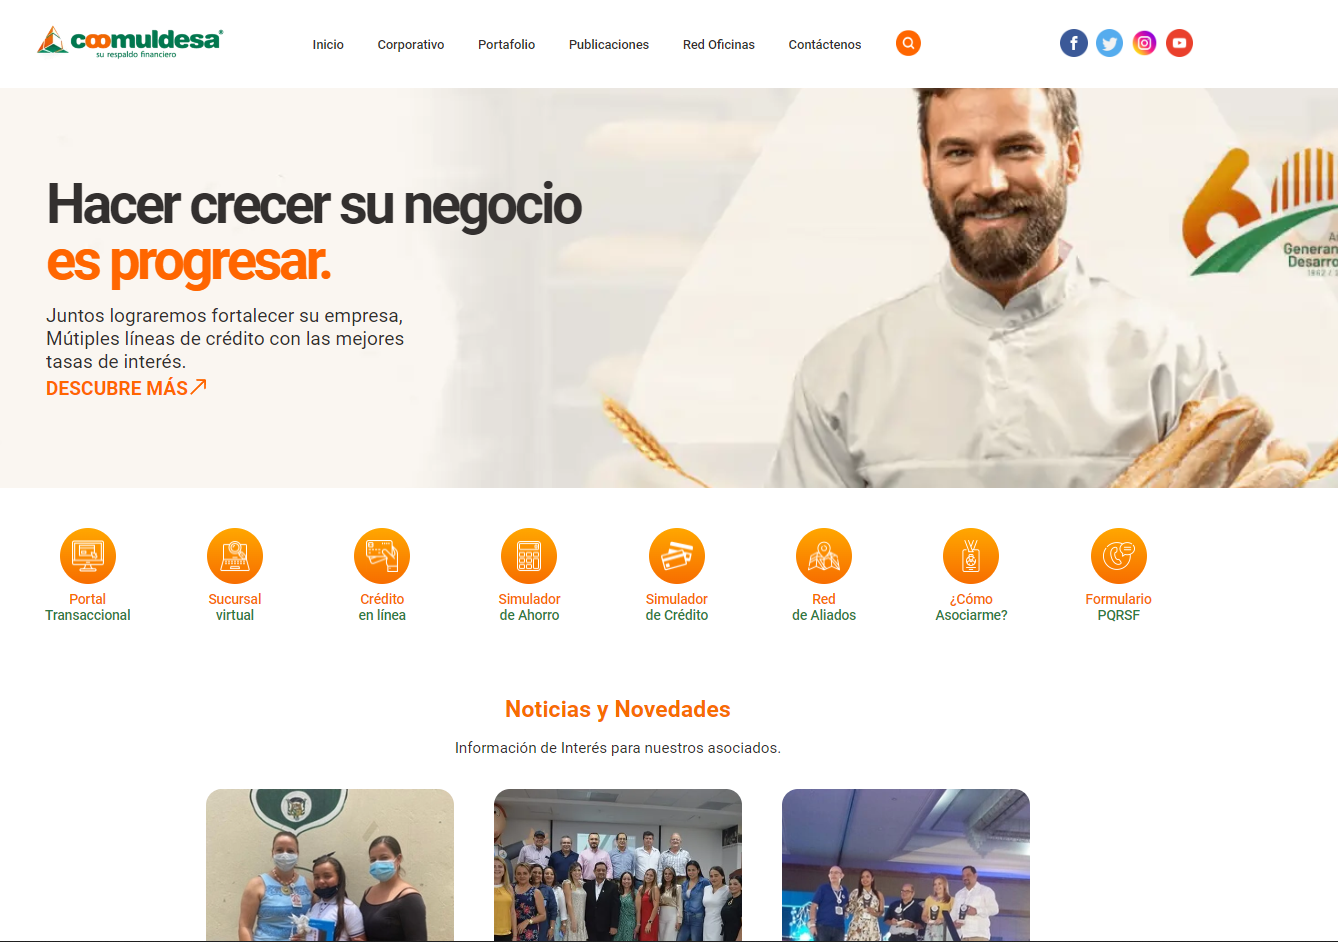 coomuldesa®
su respaldo financiero
Inicio
Corporativo
Portafolio
Publicaciones
Red Oficinas
Contáctenos
Hacer crecer su negocio
es progresar.
Juntos lograremos fortalecer su empresa,
Mútiples líneas de crédito con las mejores
tasas de interés.
DESCUBRE MÁS
60
Generan
Desarro
Portal
Transaccional
Sucursal
virtual
Crédito
en línea
Simulador
de Ahorro
Simulador
de Crédito
Red
de Aliados
¿Cómo
Asociarme?
Formulario
PQRSF
Noticias y Novedades
Información de Interés para nuestros asociados.